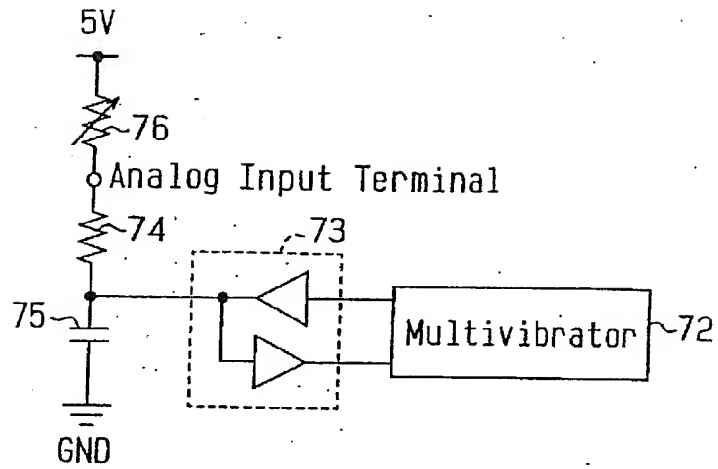 5V
76
Analog Input Terminal
74
73
75
Multivibrator
72
GND